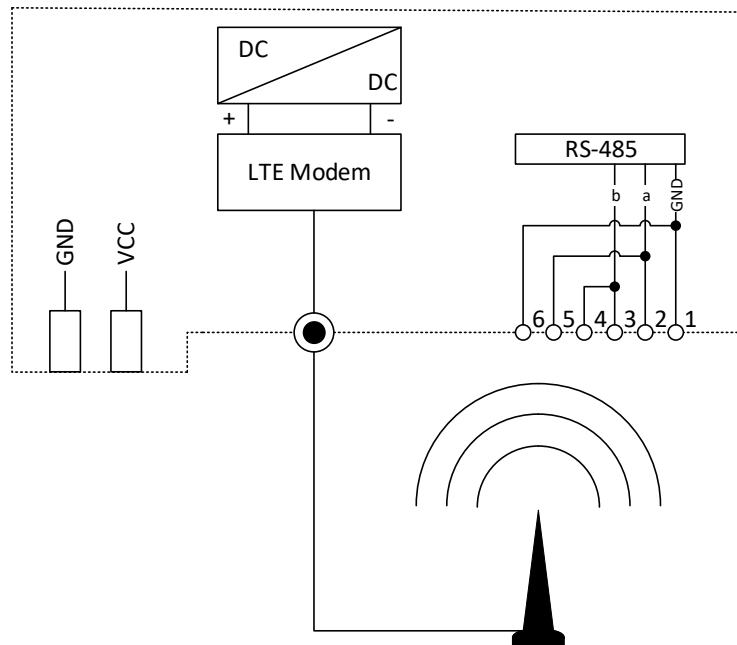 DC
DC
+ -
LTE Modem
RS-485
b a GND
GND VCC
6 5 4 3 2 1